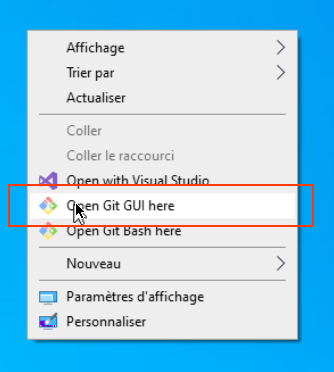 Affichage
Trier par
Actualiser
Coller
Coller le raccourci
Open with Visual Studio
Open Git GUI here
Open Git Bash here
Nouveau
Paramètres d'affichage
Personnaliser